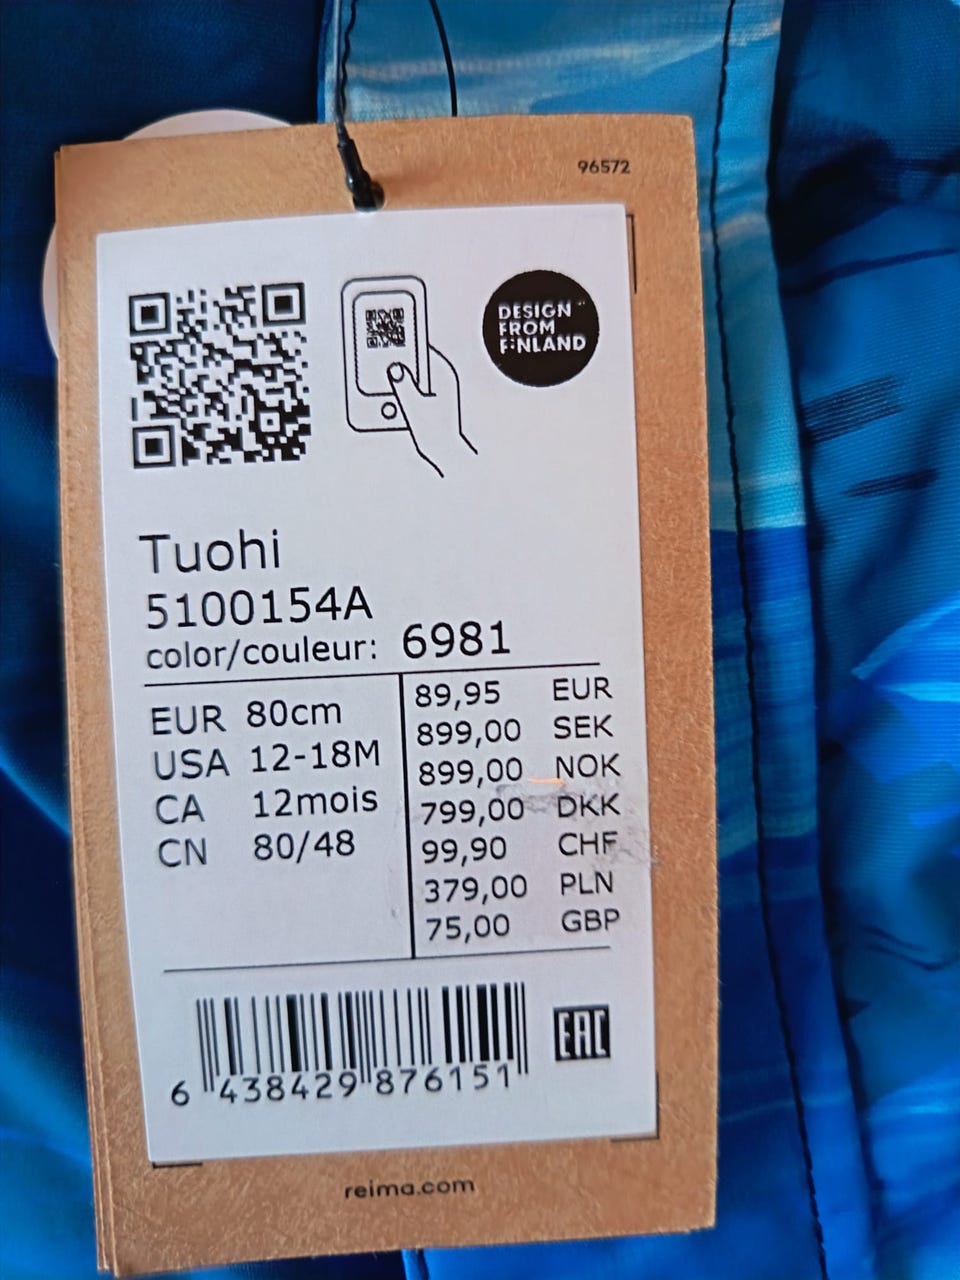 96572
DESIGN
FROM
FINLAND
Tuohi
5100154A
color/couleur: 6981
EUR 80cm
USA 12-18M
CA 12mois
CN 80/48
89,95 EUR
899,00 SEK
899,00 NOK
799,00 DKK
99,90 CHF
379,00 PLN
75,00 GBP
6 438429 876151
EAC
reima.com